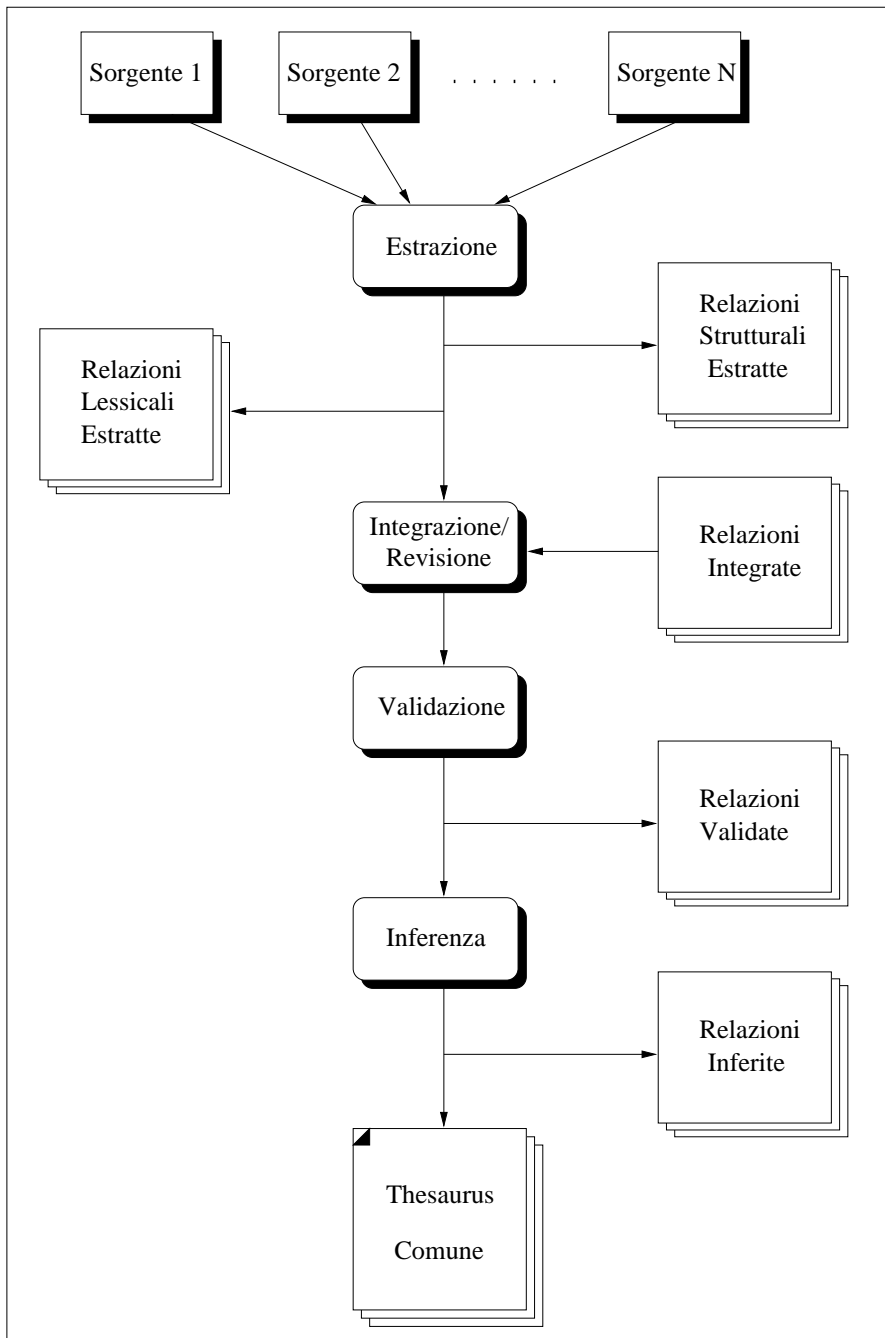 Sorgente 1
Sorgente 2
. . . . . .
Sorgente N
Estrazione
Relazioni
Strutturali
Estratte
Relazioni
Lessicali
Estratte
Integrazione/
Revisione
Relazioni
Integrate
Validazione
Relazioni
Validate
Inferenza
Relazioni
Inferite
Thesaurus
Comune